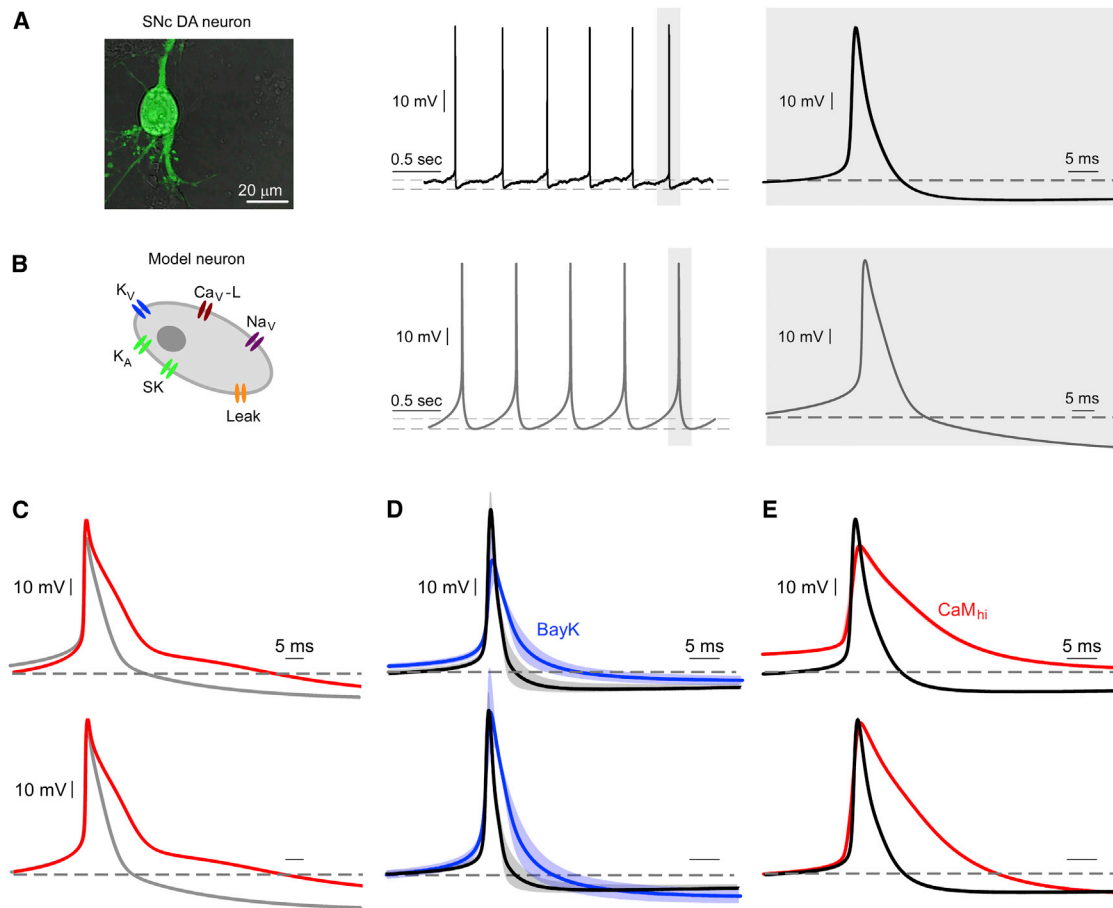 A
SNc DA neuron
20 μm
10 mV
0.5 sec
10 mV
5 ms
B
Model neuron
KV
CaV-L
NaV
KA
SK
Leak
10 mV
0.5 sec
10 mV
5 ms
C
D
E
10 mV
5 ms
10 mV
BayK
5 ms
10 mV
CaMhi
5 ms
10 mV
10 mV
10 mV